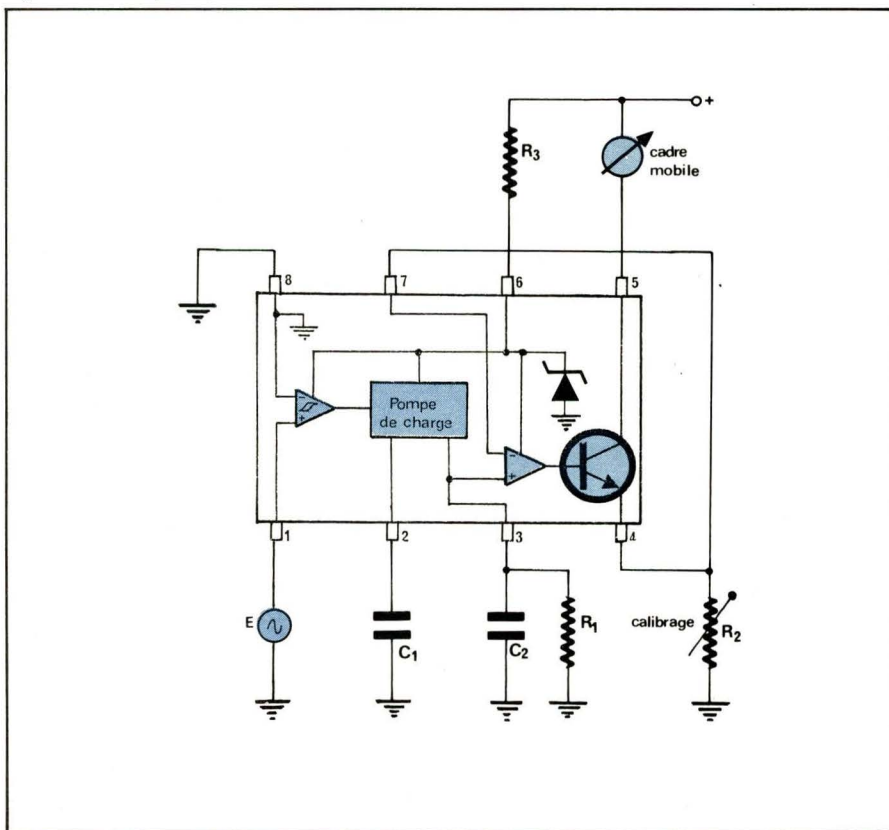 +
R3
cadre
mobile
8
7
6
5
-
+
Pompe
de charge
-
+
1
2
3
4
E
C1
C2
R1
calibrage
R2